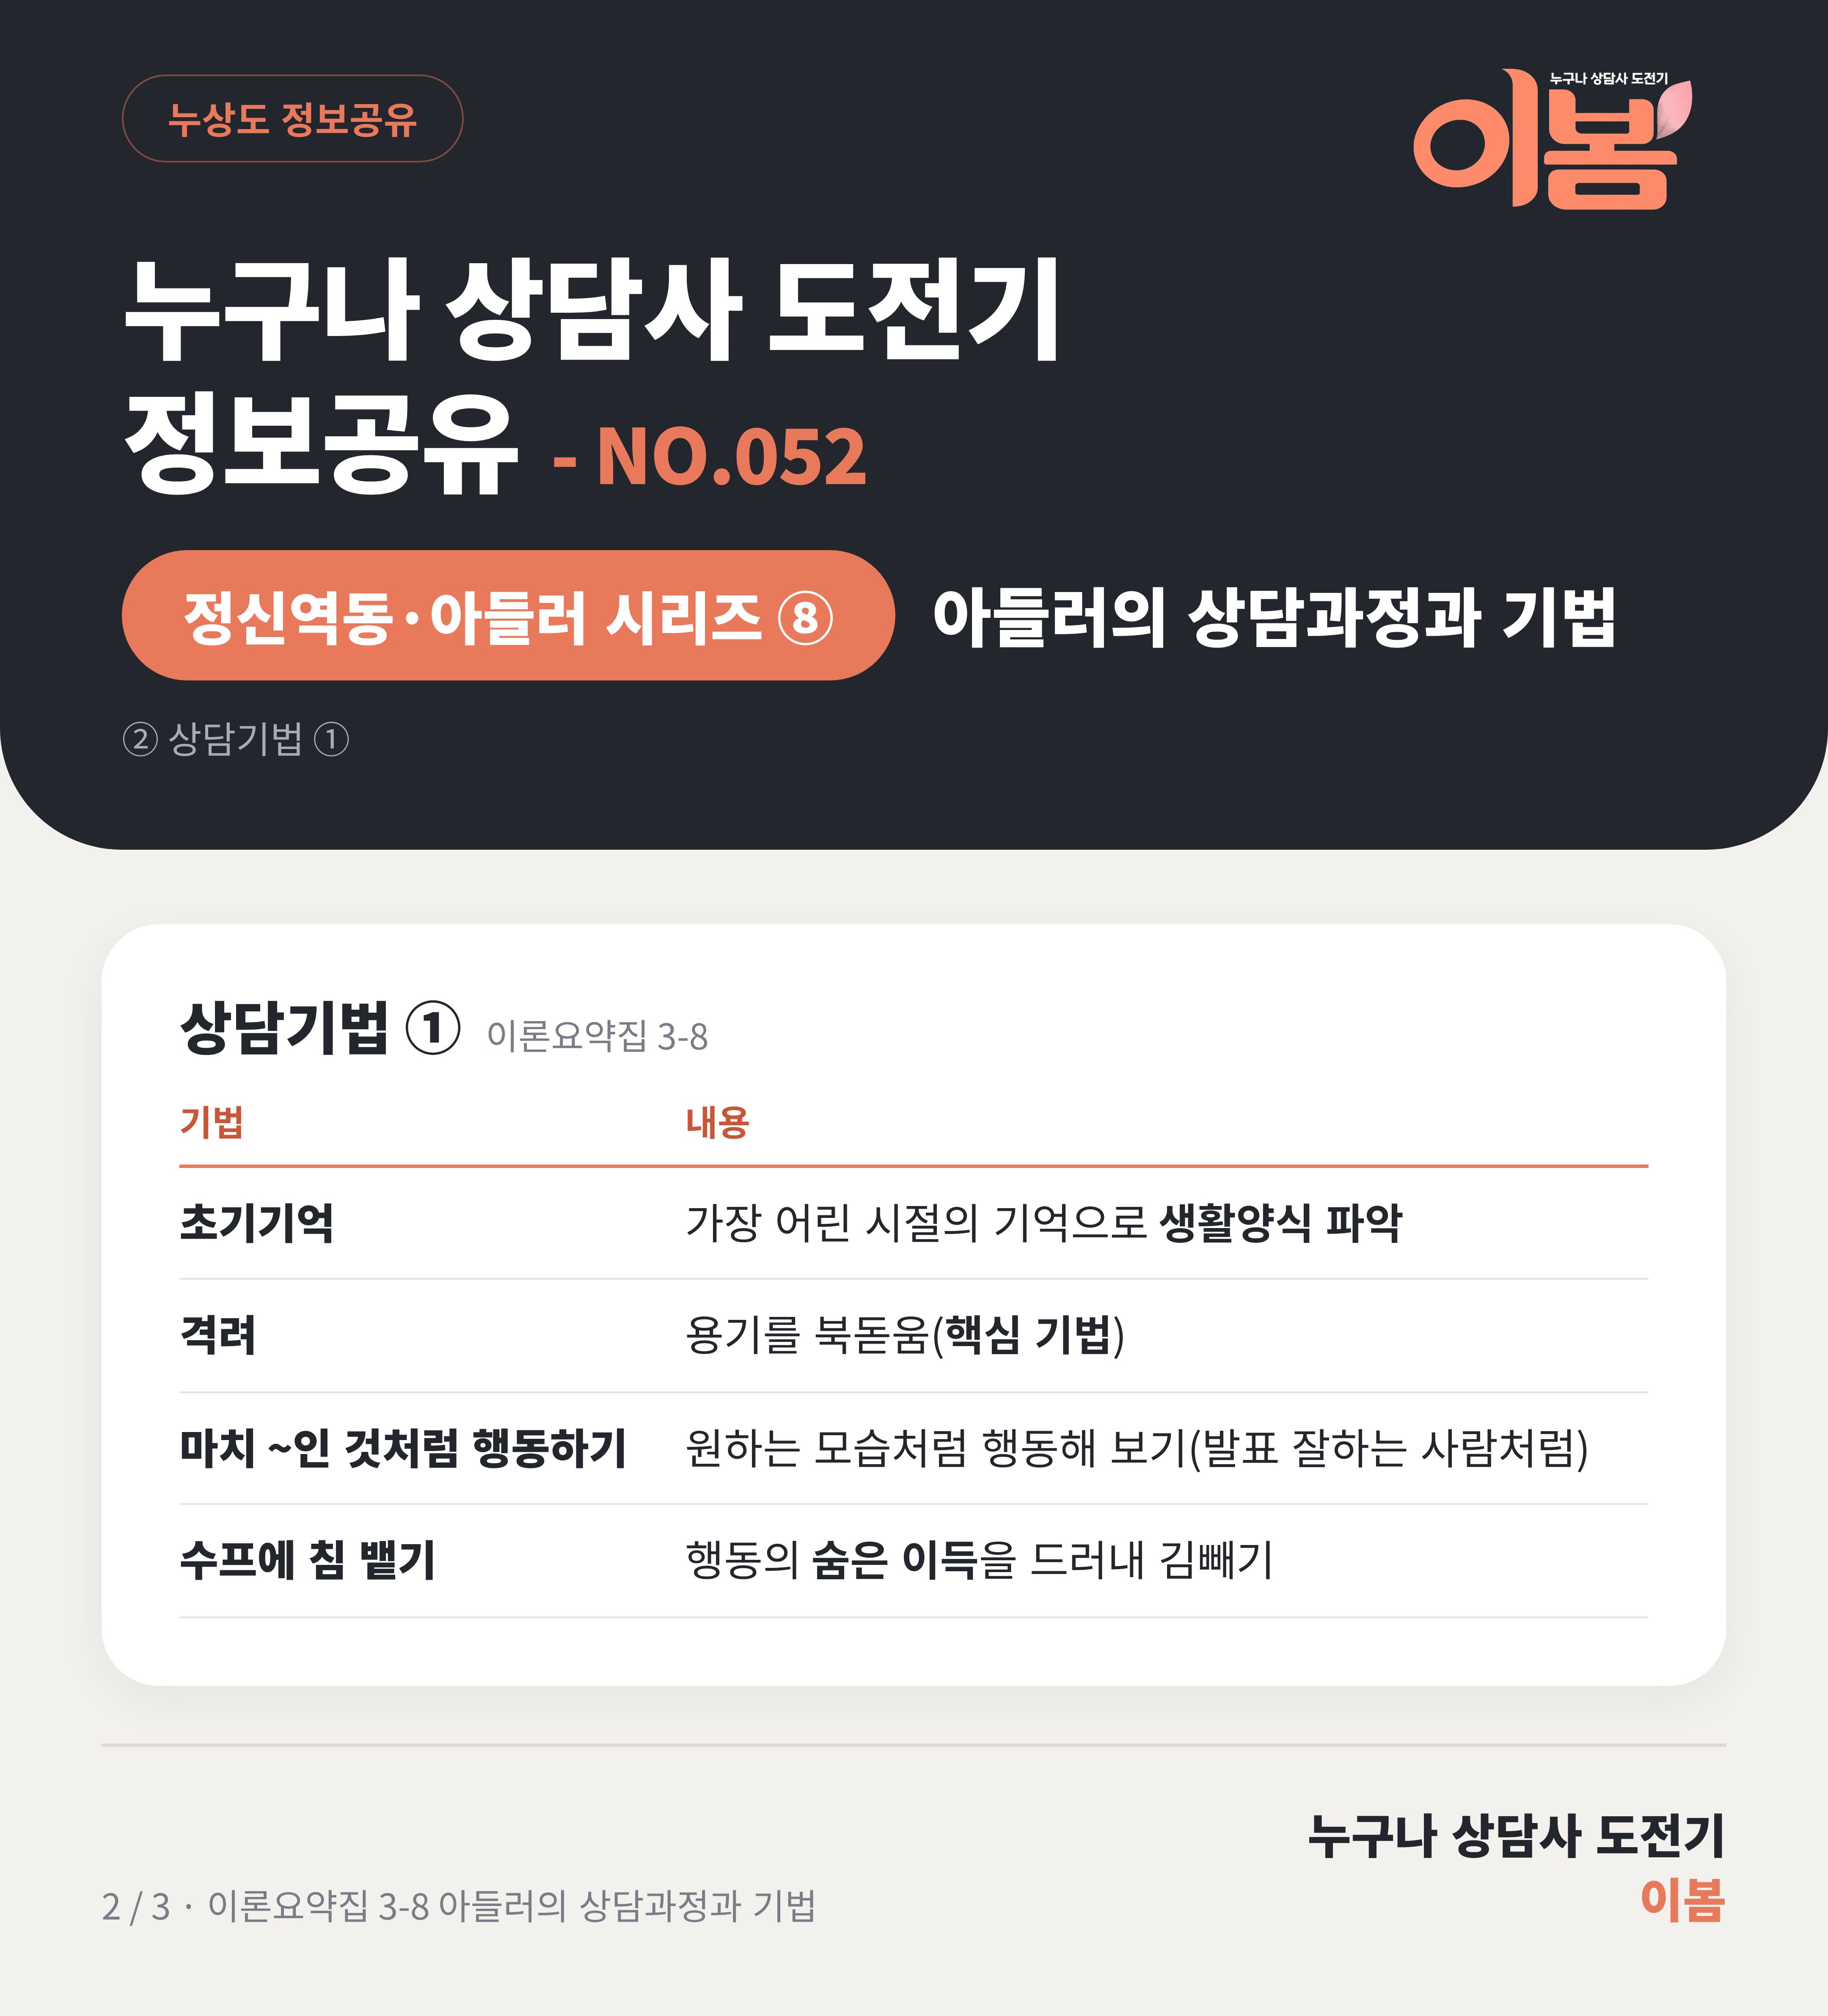 누상도 정보공유
누구나 상담사 도전기
이봄
누구나 상담사 도전기
정보공유 - NO.052
정신역동·아들러 시리즈 ⑧ 아들러의 상담과정과 기법
② 상담기법 ①
상담기법 ① 이론요약집 3-8
기법 내용
초기기억 가장 어린 시절의 기억으로 생활양식 파악
격려 용기를 북돋움(핵심 기법)
마치 ~인 것처럼 행동하기 원하는 모습처럼 행동해 보기(발표 잘하는 사람처럼)
수프에 침 뱉기 행동의 숨은 이득을 드러내 김빼기
누구나 상담사 도전기
2 / 3 · 이론요약집 3-8 아들러의 상담과정과 기법 이봄